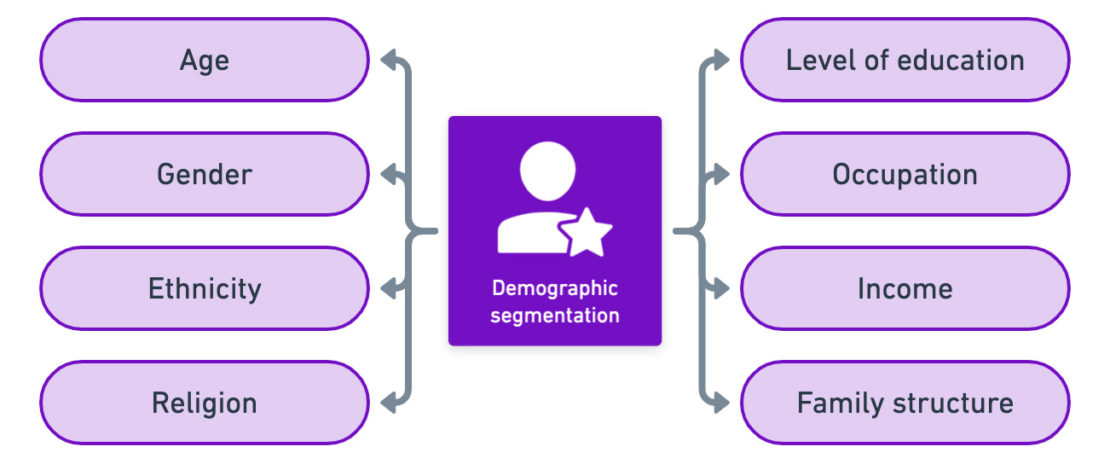 Age
Gender
Ethnicity
Religion
Demographic
segmentation
Level of education
Occupation
Income
Family structure